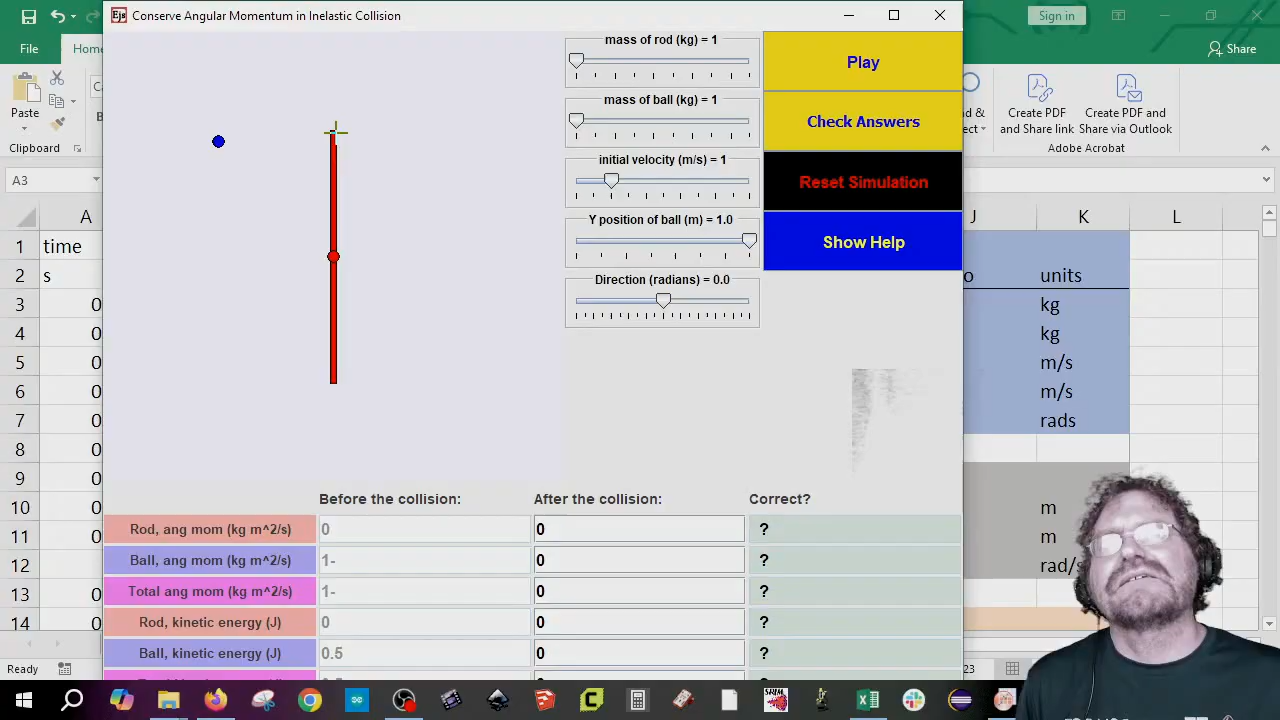 Ejs Conserve Angular Momentum in Inelastic Collision
Sign in
File
Home
Share
Paste
Clipboard
Create PDF and Share link
Create PDF and Share via Outlook
Adobe Acrobat
A3
mass of rod (kg) = 1
mass of ball (kg) = 1
initial velocity (m/s) = 1
Y position of ball (m) = 1.0
Direction (radians) = 0.0
Play
Check Answers
Reset Simulation
Show Help
A
J
K
L
1 time
2 s
units
3 0
kg
4 0
kg
5 0
m/s
6 0
m/s
7 0
rads
8 0
9 0
10 0
m
11 0
m
12
rad/s
13 0
14 0
Before the collision:
After the collision:
Correct?
Rod, ang mom (kg m^2/s) 0 0 ?
Ball, ang mom (kg m^2/s) 1- 0 ?
Total ang mom (kg m^2/s) 1- 0 ?
Rod, kinetic energy (J) 0 0 ?
Ball, kinetic energy (J) 0.5 0 ?
Ready
23